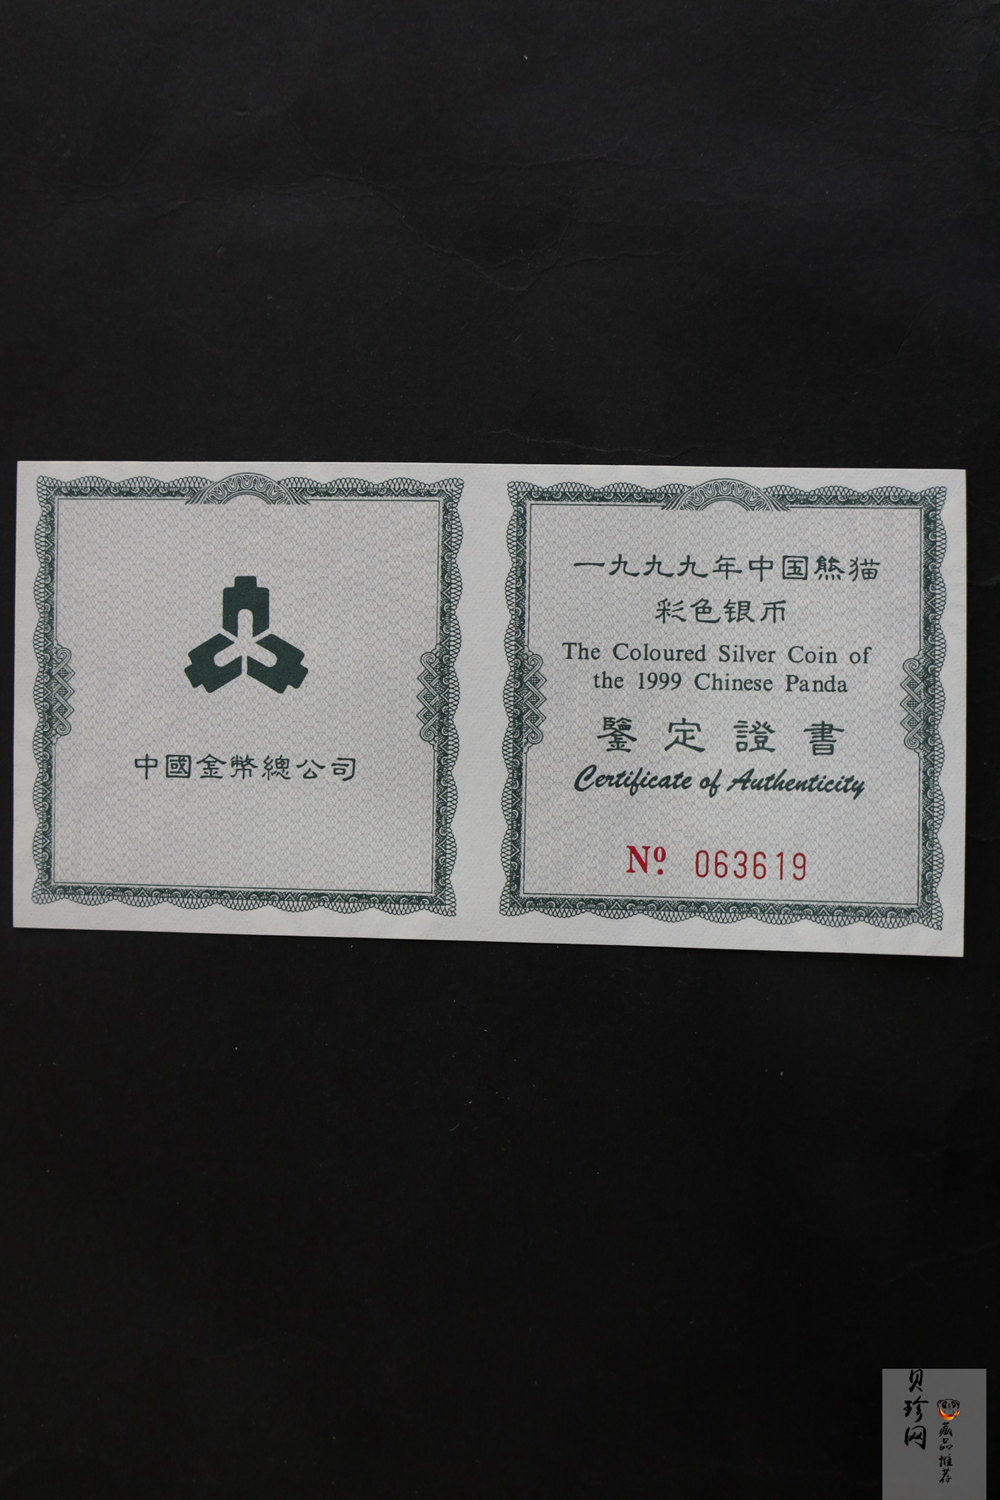 中國金幣總公司
一九九九年中国熊猫
彩色银币
The Coloured Silver Coin of
the 1999 Chinese Panda
鑒定證書
Certificate of Authenticity
Nº 063619
贝珍网
藏品推荐